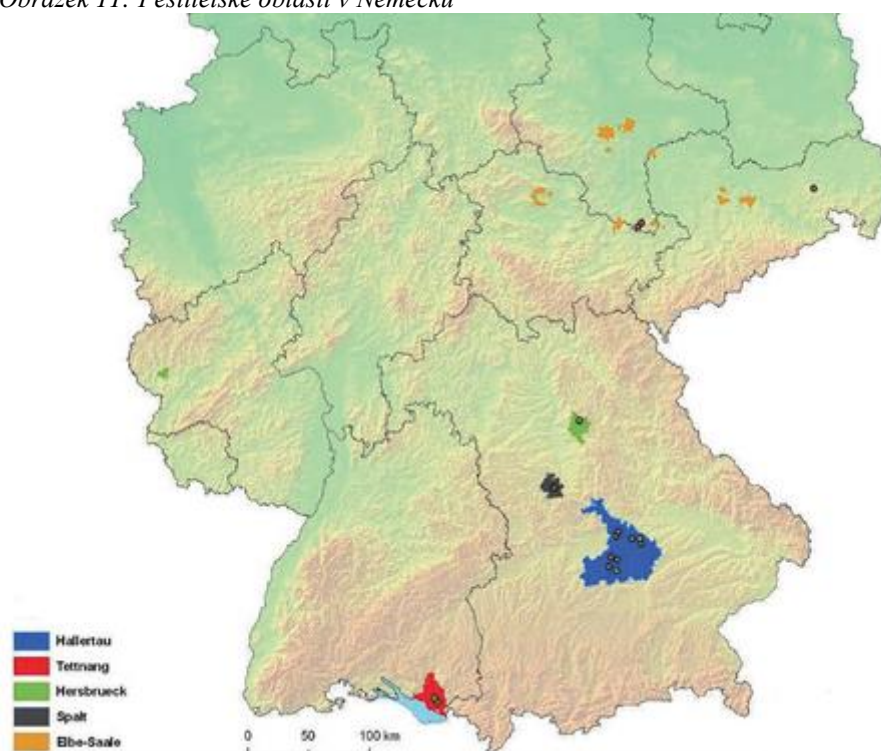 Obrázek 11: Pěstitelské oblasti v Německu
Hallertau
Tettnang
Hersbrueck
Spalt
Elbe-Saale
0 50 100 km